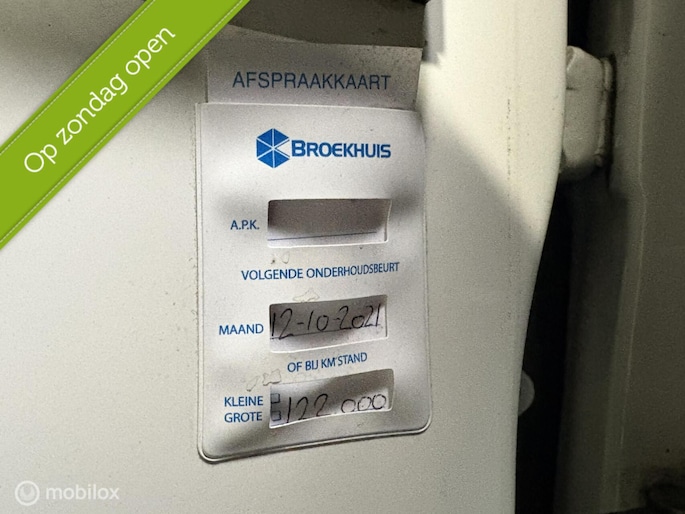 Op zondag open
AFSPRAAKKAART
BROEKHUIS
A.P.K.
VOLGENDE ONDERHOUDSBEURT
MAAND 12-10-2021
OF BIJ KM STAND
KLEINE
GROTE 122 000
mobilox